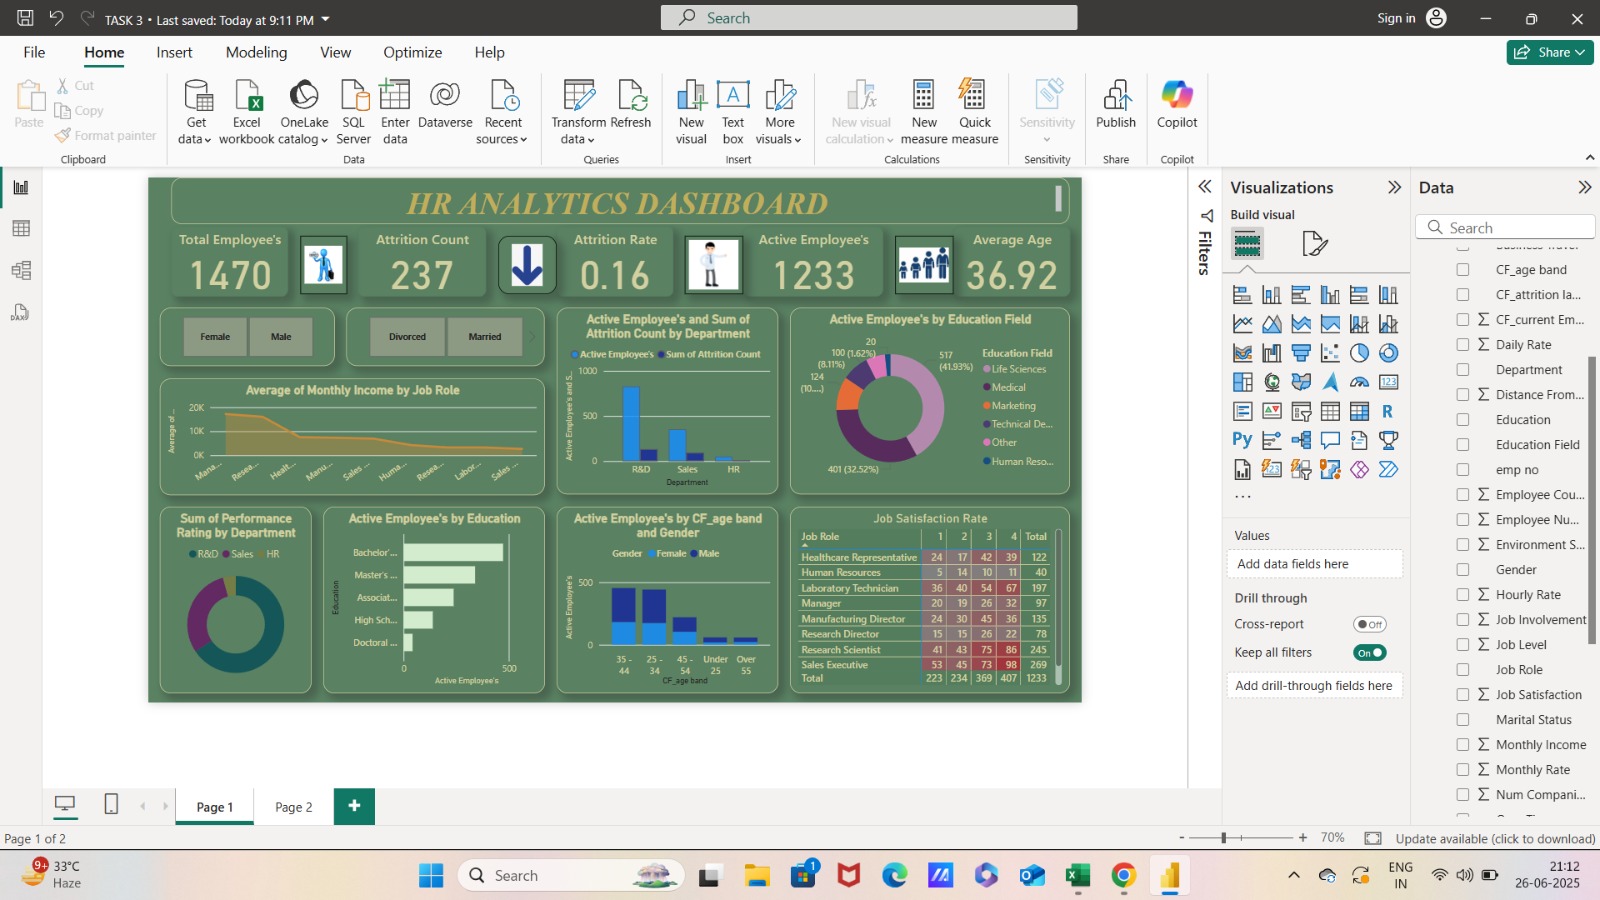 TASK 3 • Last saved: Today at 9:11 PM
Search
Sign in
File Home Insert Modeling View Optimize Help
Share
Paste
Cut
Copy
Format painter
Clipboard
Get data
Excel workbook
OneLake catalog
SQL Server
Enter data
Dataverse
Recent sources
Data
Transform data
Refresh
Queries
New visual
Text box
More visuals
Insert
New visual calculation
New measure
Quick measure
Calculations
Sensitivity
Sensitivity
Publish
Share
Copilot
Copilot
HR ANALYTICS DASHBOARD
Total Employee's
1470
Attrition Count
237
Attrition Rate
0.16
Active Employee's
1233
Average Age
36.92
Female Male
Divorced Married
Average of Monthly Income by Job Role
Average of ...
20K
10K
0K
Mana... Resea... Healt... Manu... Sales ... Huma... Resea... Labor... Sales ...
Active Employee's and Sum of
Attrition Count by Department
Active Employee's Sum of Attrition Count
Active Employee's and S...
1000
500
0
R&D Sales HR
Department
Active Employee's by Education Field
20
(1.62%)
100
(8.11%)
124
(10....)
517
(41.93%)
401 (32.52%)
Education Field
Life Sciences
Medical
Marketing
Technical De...
Other
Human Reso...
Sum of Performance
Rating by Department
R&D Sales HR
Active Employee's by Education
Education
Bachelor'...
Master's ...
Associat...
High Sch...
Doctoral ...
0 500
Active Employee's
Active Employee's by CF_age band
and Gender
Gender Female Male
Active Employee's
500
0
35 - 44
25 - 34
45 - 54
Under 25
Over 55
CF_age band
Job Satisfaction Rate
Job Role 1 2 3 4 Total
Healthcare Representative 24 17 42 39 122
Human Resources 5 14 10 11 40
Laboratory Technician 36 40 54 67 197
Manager 20 19 26 32 97
Manufacturing Director 24 30 45 36 135
Research Director 15 15 26 22 78
Research Scientist 41 43 75 86 245
Sales Executive 53 45 73 98 269
Total 223 234 369 407 1233
Filters
Visualizations
Build visual
123
R
Py
123
...
Values
Add data fields here
Drill through
Cross-report Off
Keep all filters On
Add drill-through fields here
Data
Search
CF_age band
CF_attrition la...
CF_current Em...
Daily Rate
Department
Distance From...
Education
Education Field
emp no
Employee Cou...
Employee Nu...
Environment S...
Gender
Hourly Rate
Job Involvement
Job Level
Job Role
Job Satisfaction
Marital Status
Monthly Income
Monthly Rate
Num Compani...
Page 1
Page 2
Page 1 of 2
70%
Update available (click to download)
9+
33°C
Haze
Search
1
ENG
IN
21:12
26-06-2025